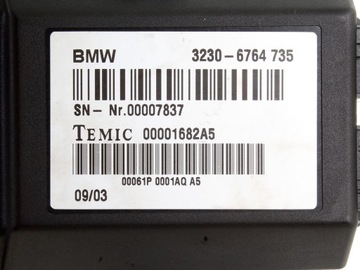 BMW 3230-6764 735
SN- Nr.00007837
TEMIC 00001682A5
00061P 0001AQ A5
09/03